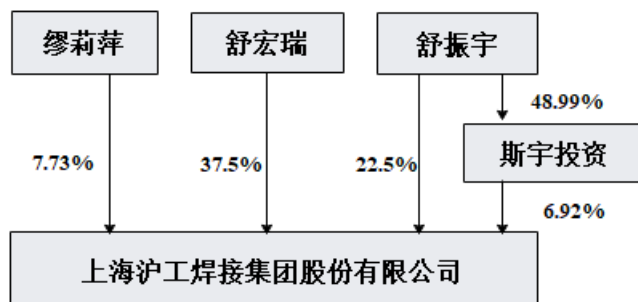 缪莉萍
舒宏瑞
舒振宇
48.99%
7.73%
37.5%
22.5%
斯宇投资
6.92%
上海沪工焊接集团股份有限公司